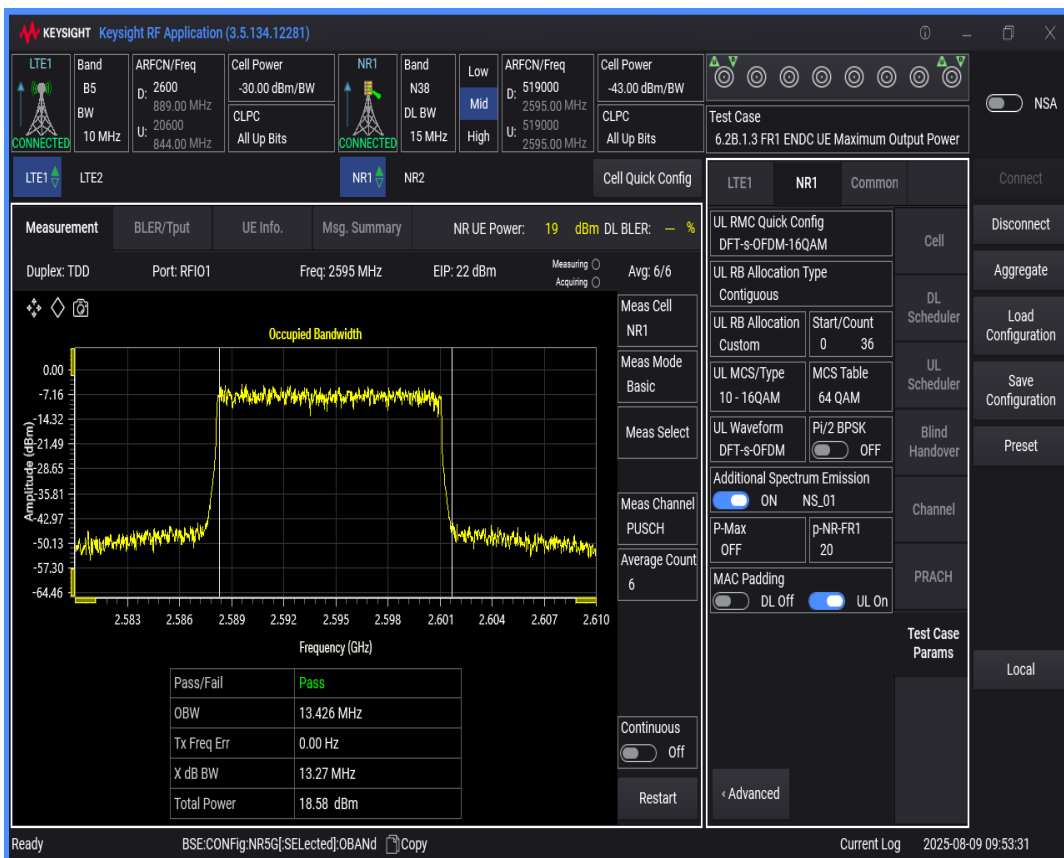 KEYSIGHT Keysight RF Application (3.5.134.12281)
LTE1 Band ARFCN/Freq Cell Power NR1 Band Low ARFCN/Freq Cell Power
B5 D: 2600 -30.00 dBm/BW N38 D: 519000 -43.00 dBm/BW
889.00 MHz 2595.00 MHz
BW CLPC DL BW Mid CLPC Test Case
CONNECTED 10 MHz U: 20600 All Up Bits CONNECTED 15 MHz High U: 519000 All Up Bits 6.2B.1.3 FR1 ENDC UE Maximum Output Power
844.00 MHz 2595.00 MHz
NSA
LTE1 LTE2 NR1 NR2 Cell Quick Config
Measurement BLER/Tput UE Info. Msg. Summary NR UE Power: 19 dBm DL BLER: — %
Duplex: TDD Port: RFIO1 Freq: 2595 MHz EIP: 22 dBm Measuring Avg: 6/6
Acquiring
Occupied Bandwidth
Amplitude (dBm)
0.00
-7.16
-14.32
-21.49
-28.65
-35.81
-42.97
-50.13
-57.30
-64.46
2.583 2.586 2.589 2.592 2.595 2.598 2.601 2.604 2.607 2.610
Frequency (GHz)
Pass/Fail Pass
OBW 13.426 MHz
Tx Freq Err 0.00 Hz
X dB BW 13.27 MHz
Total Power 18.58 dBm
Meas Cell
NR1
Meas Mode
Basic
Meas Select
Meas Channel
PUSCH
Average Count
6
Continuous
Off
Restart
LTE1 NR1 Common
UL RMC Quick Config
DFT-s-OFDM-16QAM
UL RB Allocation Type
Contiguous
UL RB Allocation Start/Count
Custom 0 36
UL MCS/Type MCS Table
10 - 16QAM 64 QAM
UL Waveform Pi/2 BPSK
DFT-s-OFDM OFF
Additional Spectrum Emission
ON NS_01
P-Max p-NR-FR1
OFF 20
MAC Padding
DL Off UL On
‹ Advanced
Cell
DL
Scheduler
UL
Scheduler
Blind
Handover
Channel
PRACH
Test Case
Params
Connect
Disconnect
Aggregate
Load
Configuration
Save
Configuration
Preset
Local
Ready BSE:CONFig:NR5G[:SELected]:OBANd Copy Current Log 2025-08-09 09:53:31